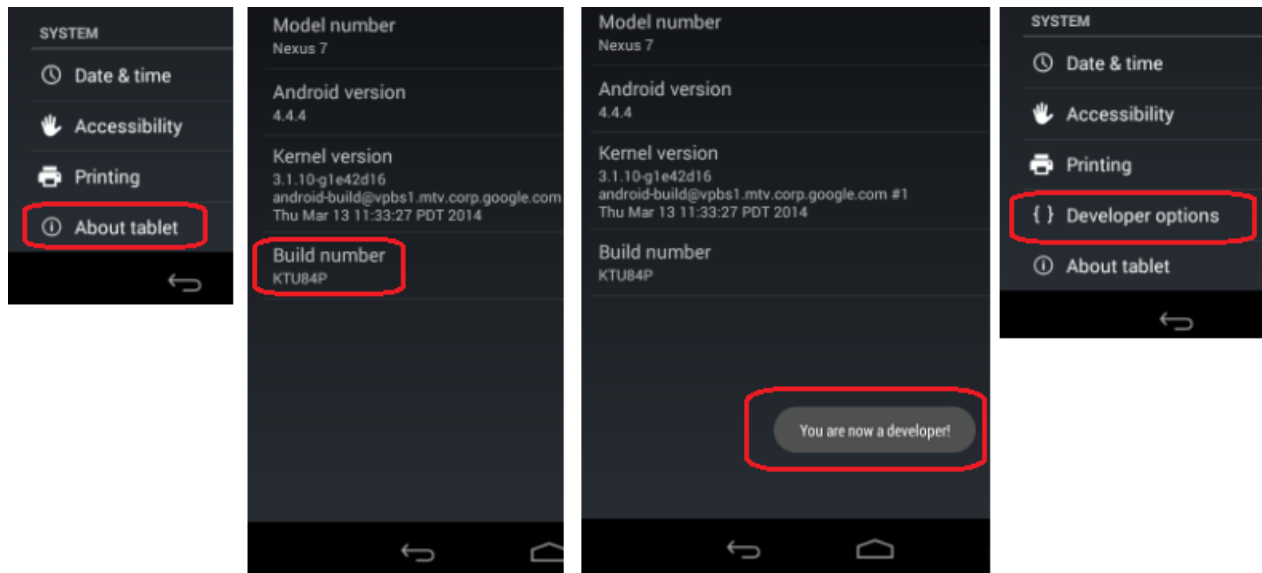 SYSTEM
Date & time
Accessibility
Printing
About tablet
Model number
Nexus 7
Android version
4.4.4
Kernel version
3.1.10-g1e42d16
android-build@vpbs1.mtv.corp.google.com
Thu Mar 13 11:33:27 PDT 2014
Build number
KTU84P
Model number
Nexus 7
Android version
4.4.4
Kernel version
3.1.10-g1e42d16
android-build@vpbs1.mtv.corp.google.com #1
Thu Mar 13 11:33:27 PDT 2014
Build number
KTU84P
You are now a developer!
SYSTEM
Date & time
Accessibility
Printing
{ } Developer options
About tablet